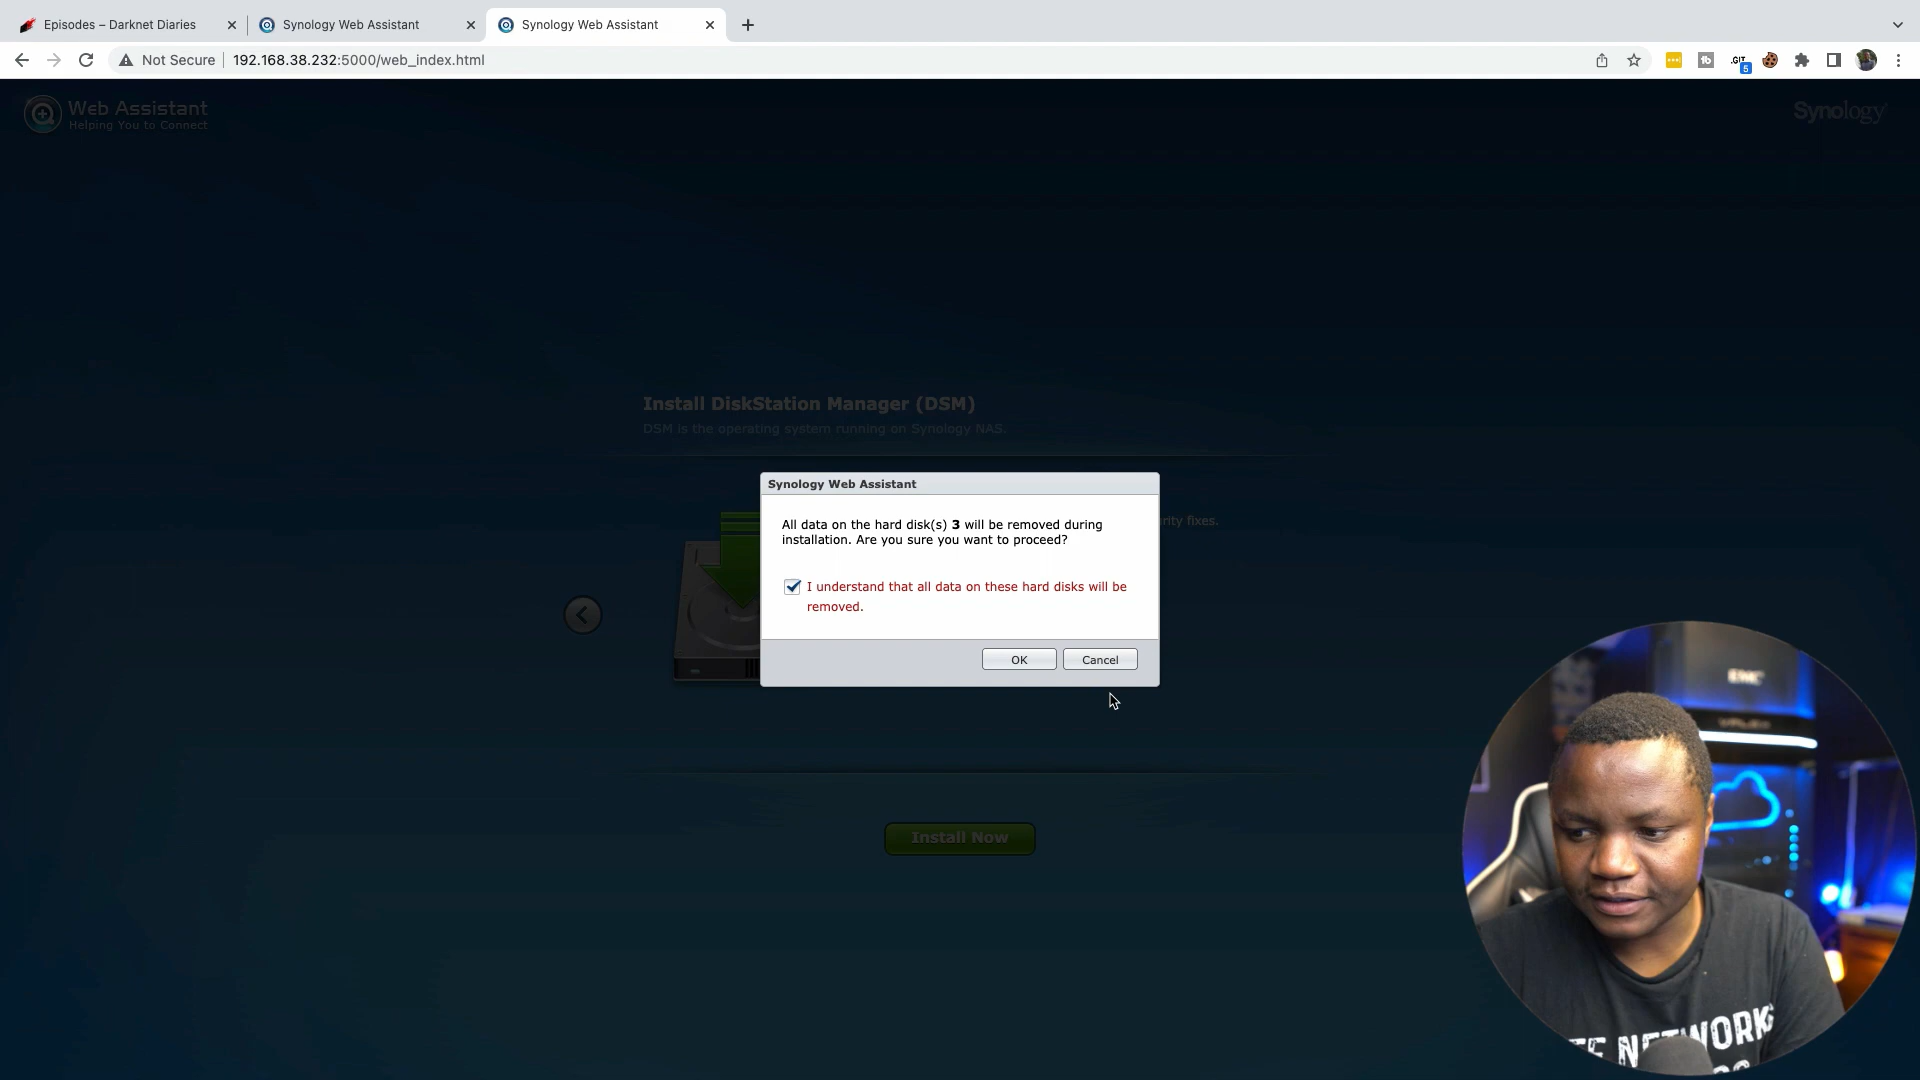 Episodes – Darknet Diaries
Synology Web Assistant
Synology Web Assistant
Not Secure
192.168.38.232:5000/web_index.html
.GIT
5
Web Assistant
Helping You to Connect
Synology
Install DiskStation Manager (DSM)
DSM is the operating system running on Synology NAS.
Synology Web Assistant
All data on the hard disk(s) 3 will be removed during
installation. Are you sure you want to proceed?
rity fixes.
I understand that all data on these hard disks will be
removed.
OK
Cancel
Install Now
EMC
NETWORK